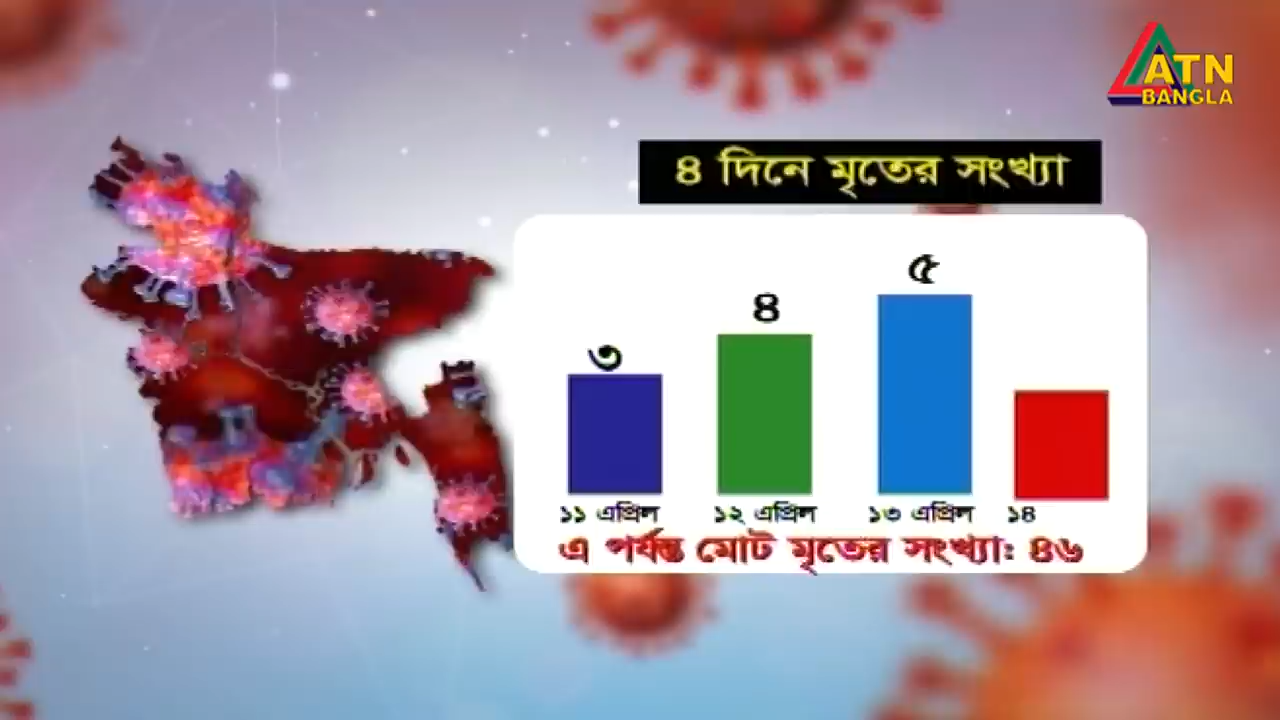 ATN
BANGLA
৪ দিনে মৃতের সংখ্যা
৩
৪
৫
১১ এপ্রিল
১২ এপ্রিল
১৩ এপ্রিল
১৪
এ পর্যন্ত মোট মৃতের সংখ্যা: ৪৬